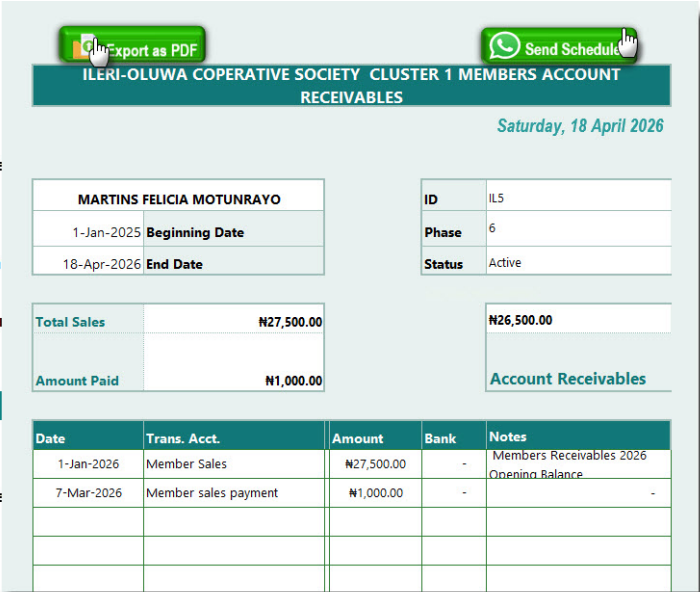 Export as PDF
Send Schedule
ILERI-OLUWA COPERATIVE SOCIETY CLUSTER 1 MEMBERS ACCOUNT
RECEIVABLES
Saturday, 18 April 2026
MARTINS FELICIA MOTUNRAYO
ID IL5
1-Jan-2025 Beginning Date
Phase 6
18-Apr-2026 End Date
Status Active
Total Sales ₦27,500.00
₦26,500.00
Amount Paid ₦1,000.00
Account Receivables
Date Trans. Acct. Amount Bank Notes
1-Jan-2026 Member Sales ₦27,500.00 - Members Receivables 2026
Opening Balance
7-Mar-2026 Member sales payment ₦1,000.00 - -